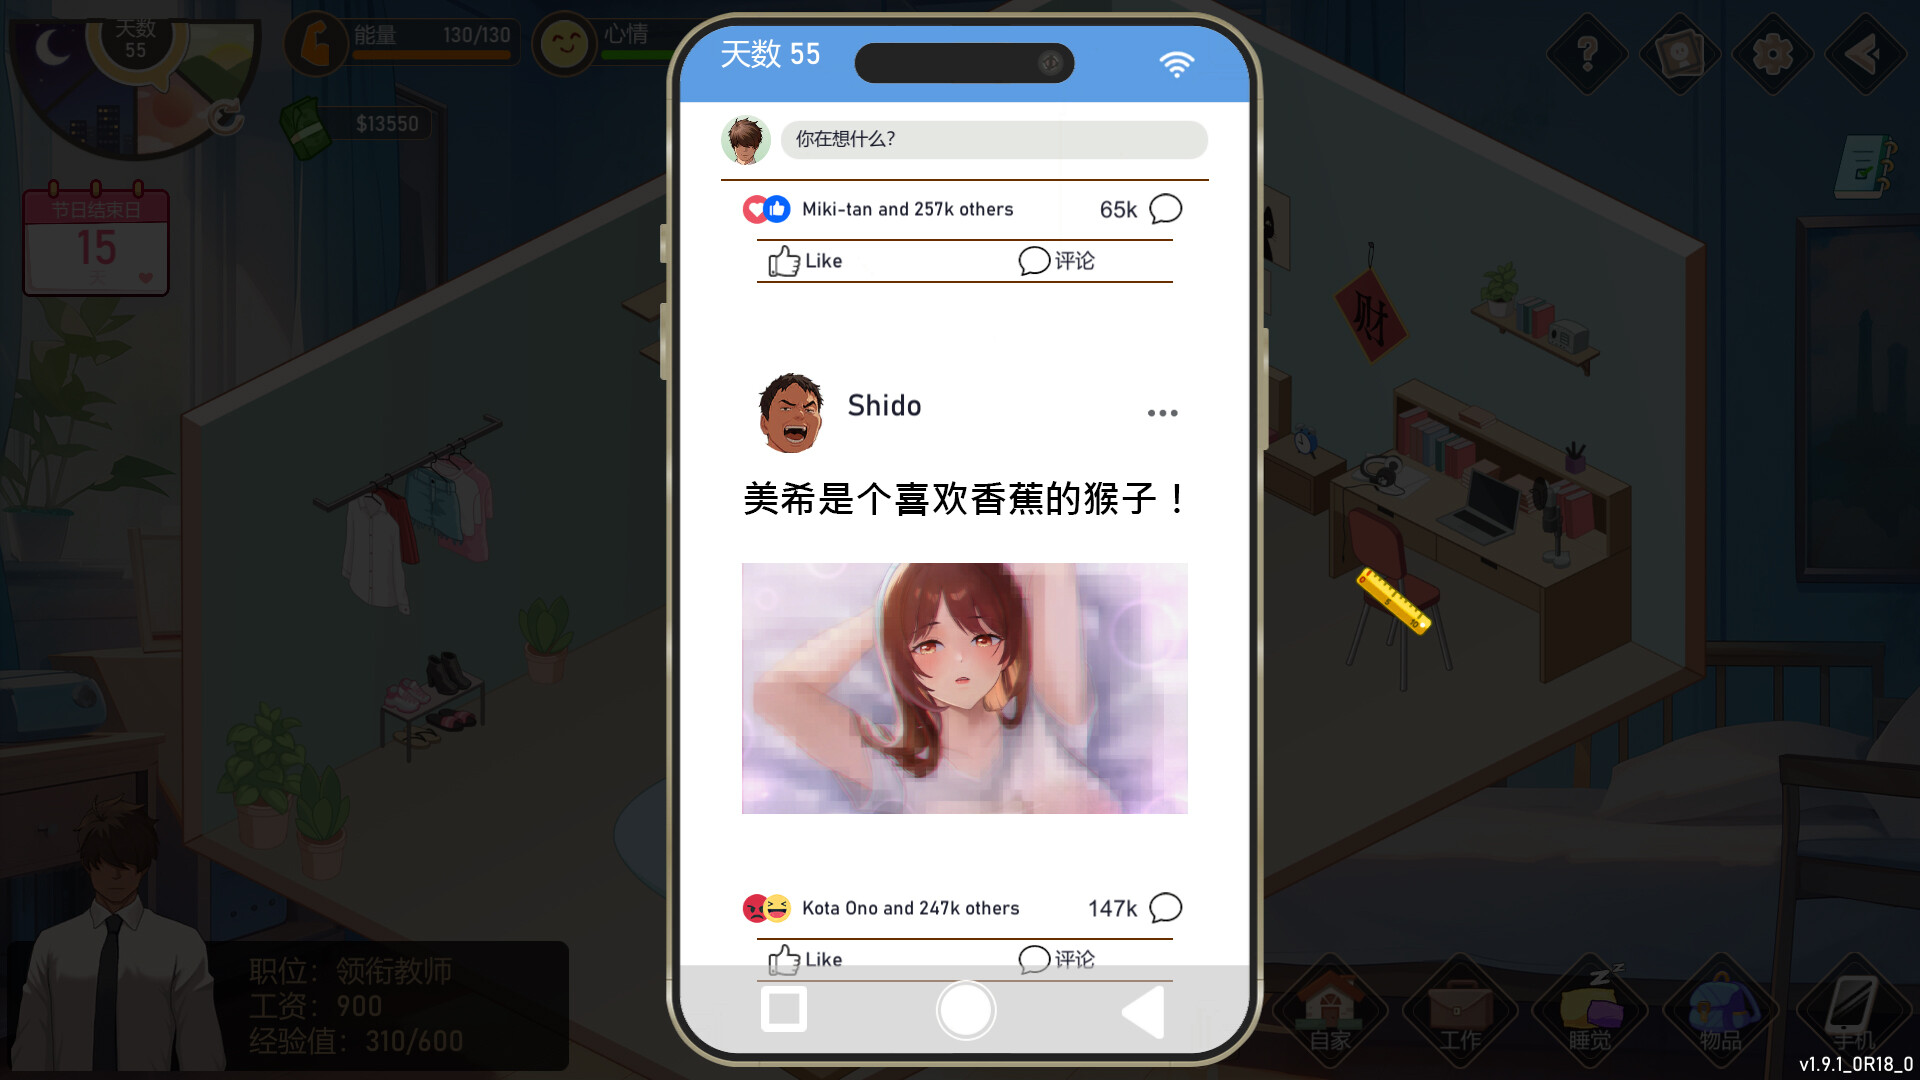 天数
55
能量
130/130
心情
$13550
节日结束日
15
天
天数 55
你在想什么?
Miki-tan and 257k others
65k
Like
评论
Shido
美希是个喜欢香蕉的猴子！
Kota Ono and 247k others
147k
Like
评论
财
职位：领衔教师
工资：900
经验值：310/600
自家
工作
睡觉
物品
手机
v1.9.1_0R18_0